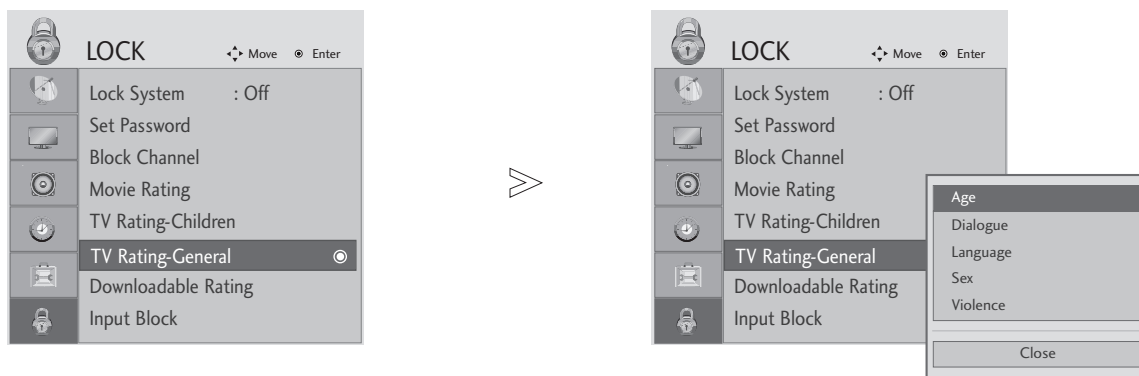 LOCK
Move Enter
Lock System : Off
Set Password
Block Channel
Movie Rating
TV Rating-Children
TV Rating-General
Downloadable Rating
Input Block
LOCK
Move Enter
Lock System : Off
Set Password
Block Channel
Movie Rating
TV Rating-Children
TV Rating-General
Downloadable Rating
Input Block
Age
Dialogue
Language
Sex
Violence
Close